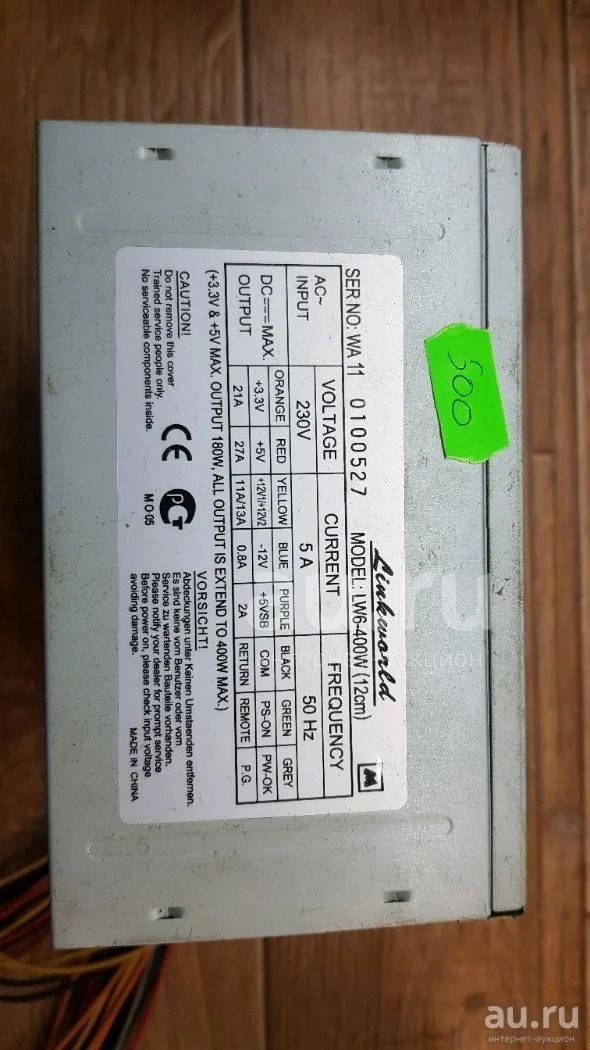 Linkworld
SER NO: WA 11 0100527 MODEL: LW6-400W (12cm)
AC~ INPUT VOLTAGE CURRENT FREQUENCY
230V 5 A 50 Hz
DC MAX. OUTPUT ORANGE RED YELLOW BLUE PURPLE BLACK GREEN GREY
+3.3V +5V +12V1/+12V2 -12V +5VSB COM PS-ON PW-OK
21A 27A 11A/13A 0.8A 2A RETURN REMOTE P.G.
(+3.3V & +5V MAX. OUTPUT 180W, ALL OUTPUT IS EXTEND TO 400W MAX.)
CAUTION!
Do not remove this cover
Trained service people only.
No serviceable components inside.
CE
РСТ
MO-05
VORSICHT!
Abdeckungen unter Keinen Umstaenden entfernen.
Es sind keine vom Benutzer oder vom
Service zu wartenden Bauteile vorhanden.
Please notify your dealer for prompt service
Before power on, please check input voltage
avoiding damage.
MADE IN CHINA
500
au.ru
интернет-аукцион